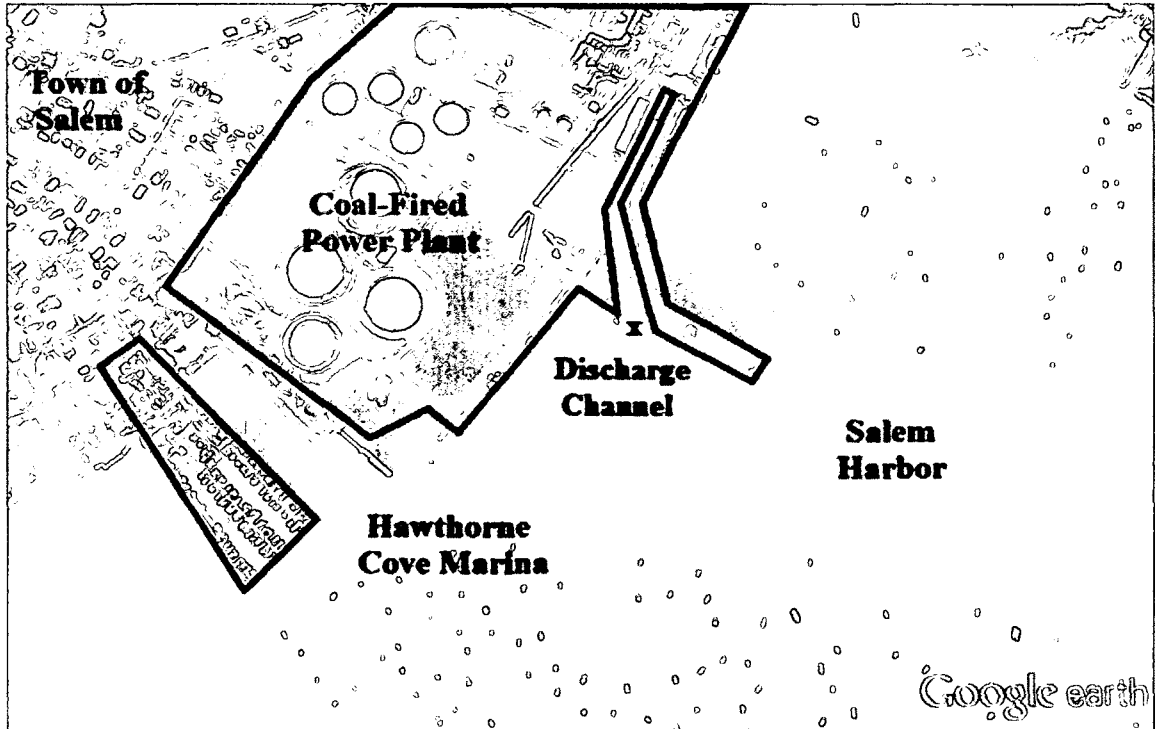 Town of
Salem
Coal-Fired
Power Plant
x
Discharge
Channel
Salem
Harbor
Hawthorne
Cove Marina
Google earth